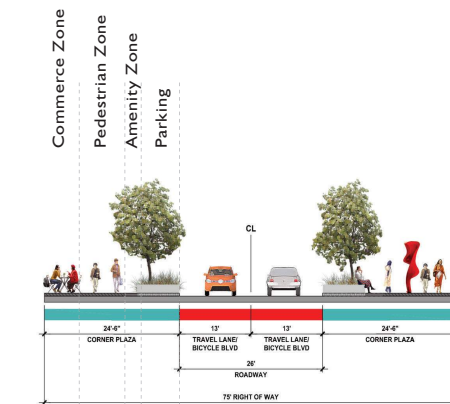 Commerce Zone
Pedestrian Zone
Amenity Zone
Parking
CL
24'-6"
13'
13'
24'-6"
CORNER PLAZA
TRAVEL LANE/
BICYCLE BLVD
TRAVEL LANE/
BICYCLE BLVD
CORNER PLAZA
26'
ROADWAY
75' RIGHT OF WAY